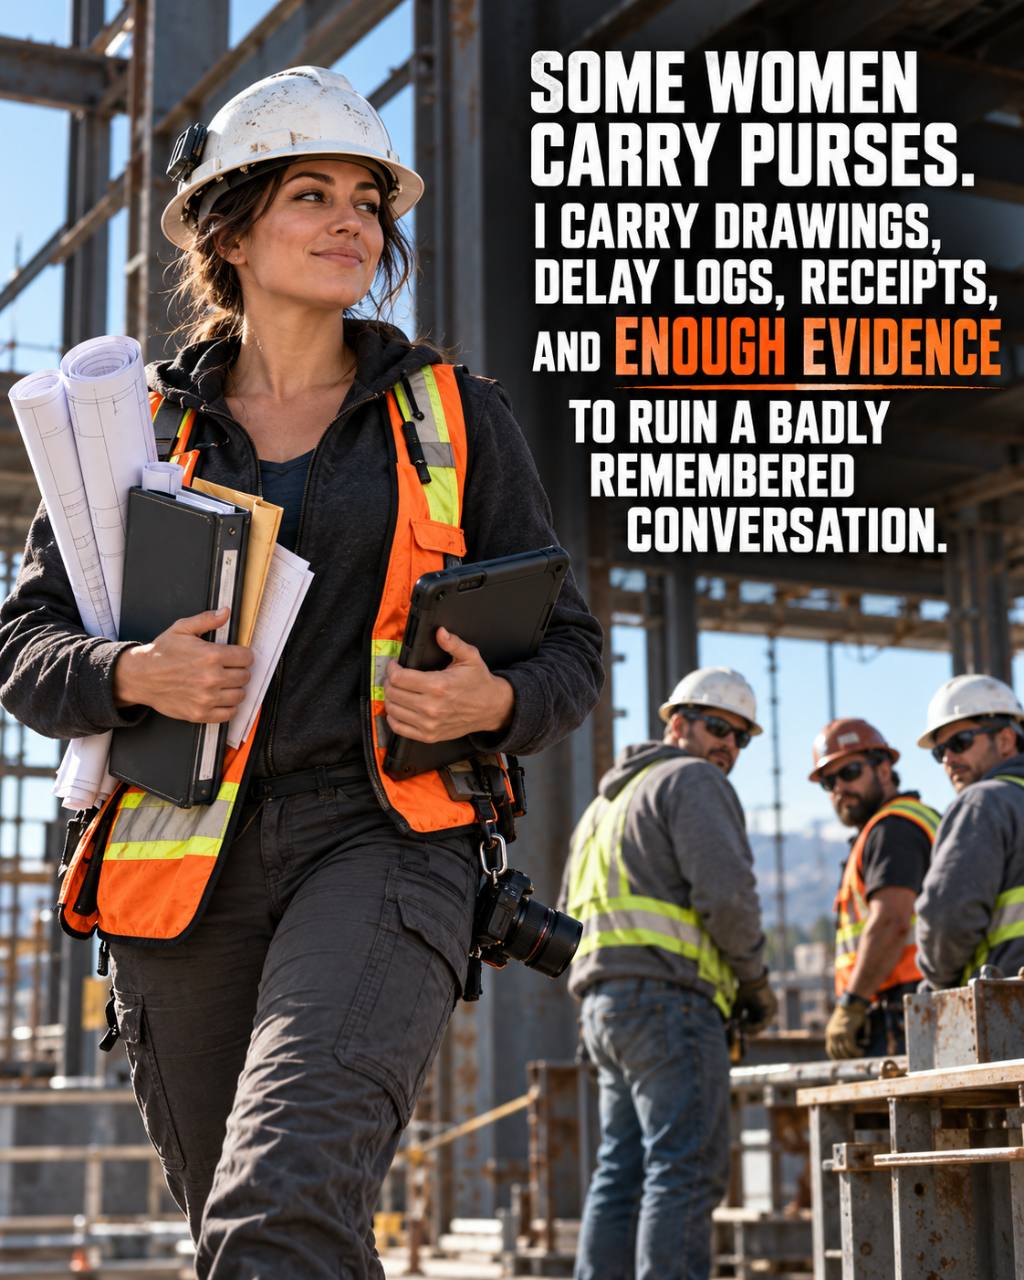 SOME WOMEN
CARRY PURSES.
I CARRY DRAWINGS,
DELAY LOGS, RECEIPTS,
AND ENOUGH EVIDENCE
TO RUIN A BADLY
REMEMBERED
CONVERSATION.